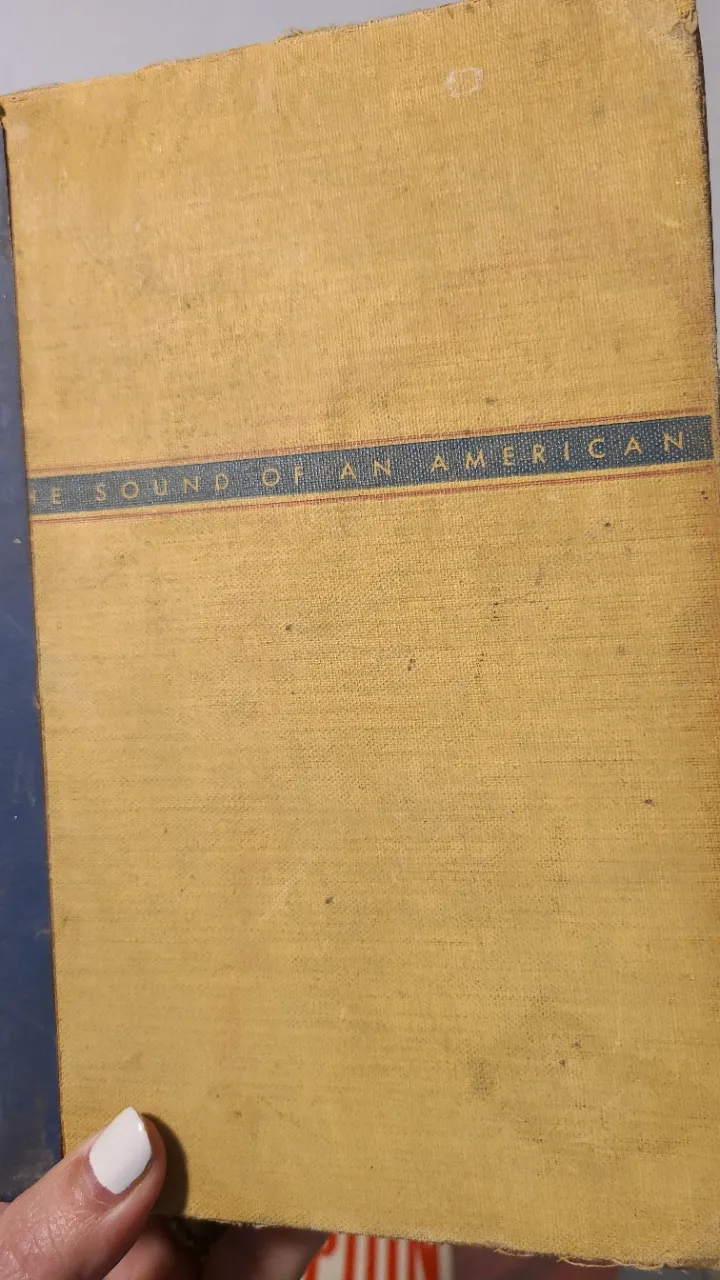 HE SOUND OF AN AMERICAN